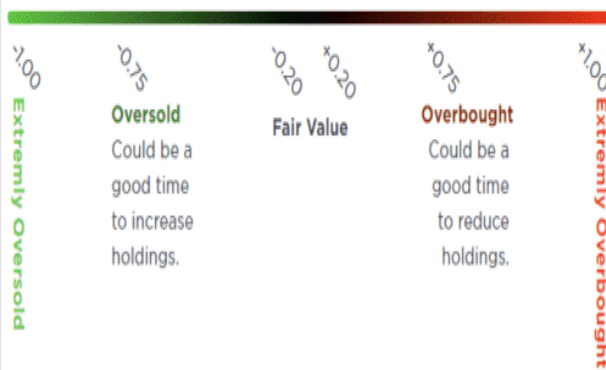 -1.00
-0.75
-0.20
+0.20
+0.75
+1.00
Extremly Oversold
Oversold
Could be a
good time
to increase
holdings.
Fair Value
Overbought
Could be a
good time
to reduce
holdings.
Extremly Overbought